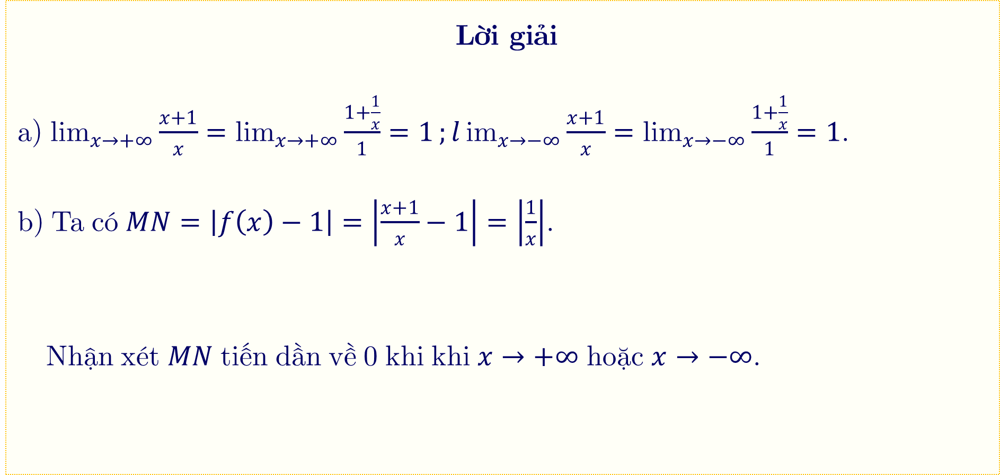 Lời giải
a) $\lim_{x \to +\infty} \frac{x+1}{x} = \lim_{x \to +\infty} \frac{1+\frac{1}{x}}{1} = 1 ; l \operatorname{im}_{x \to -\infty} \frac{x+1}{x} = \lim_{x \to -\infty} \frac{1+\frac{1}{x}}{1} = 1.$
b) Ta có $MN = |f(x) - 1| = \left|\frac{x+1}{x} - 1\right| = \left|\frac{1}{x}\right|.$
Nhận xét $MN$ tiến dần về 0 khi khi $x \to +\infty$ hoặc $x \to -\infty.$